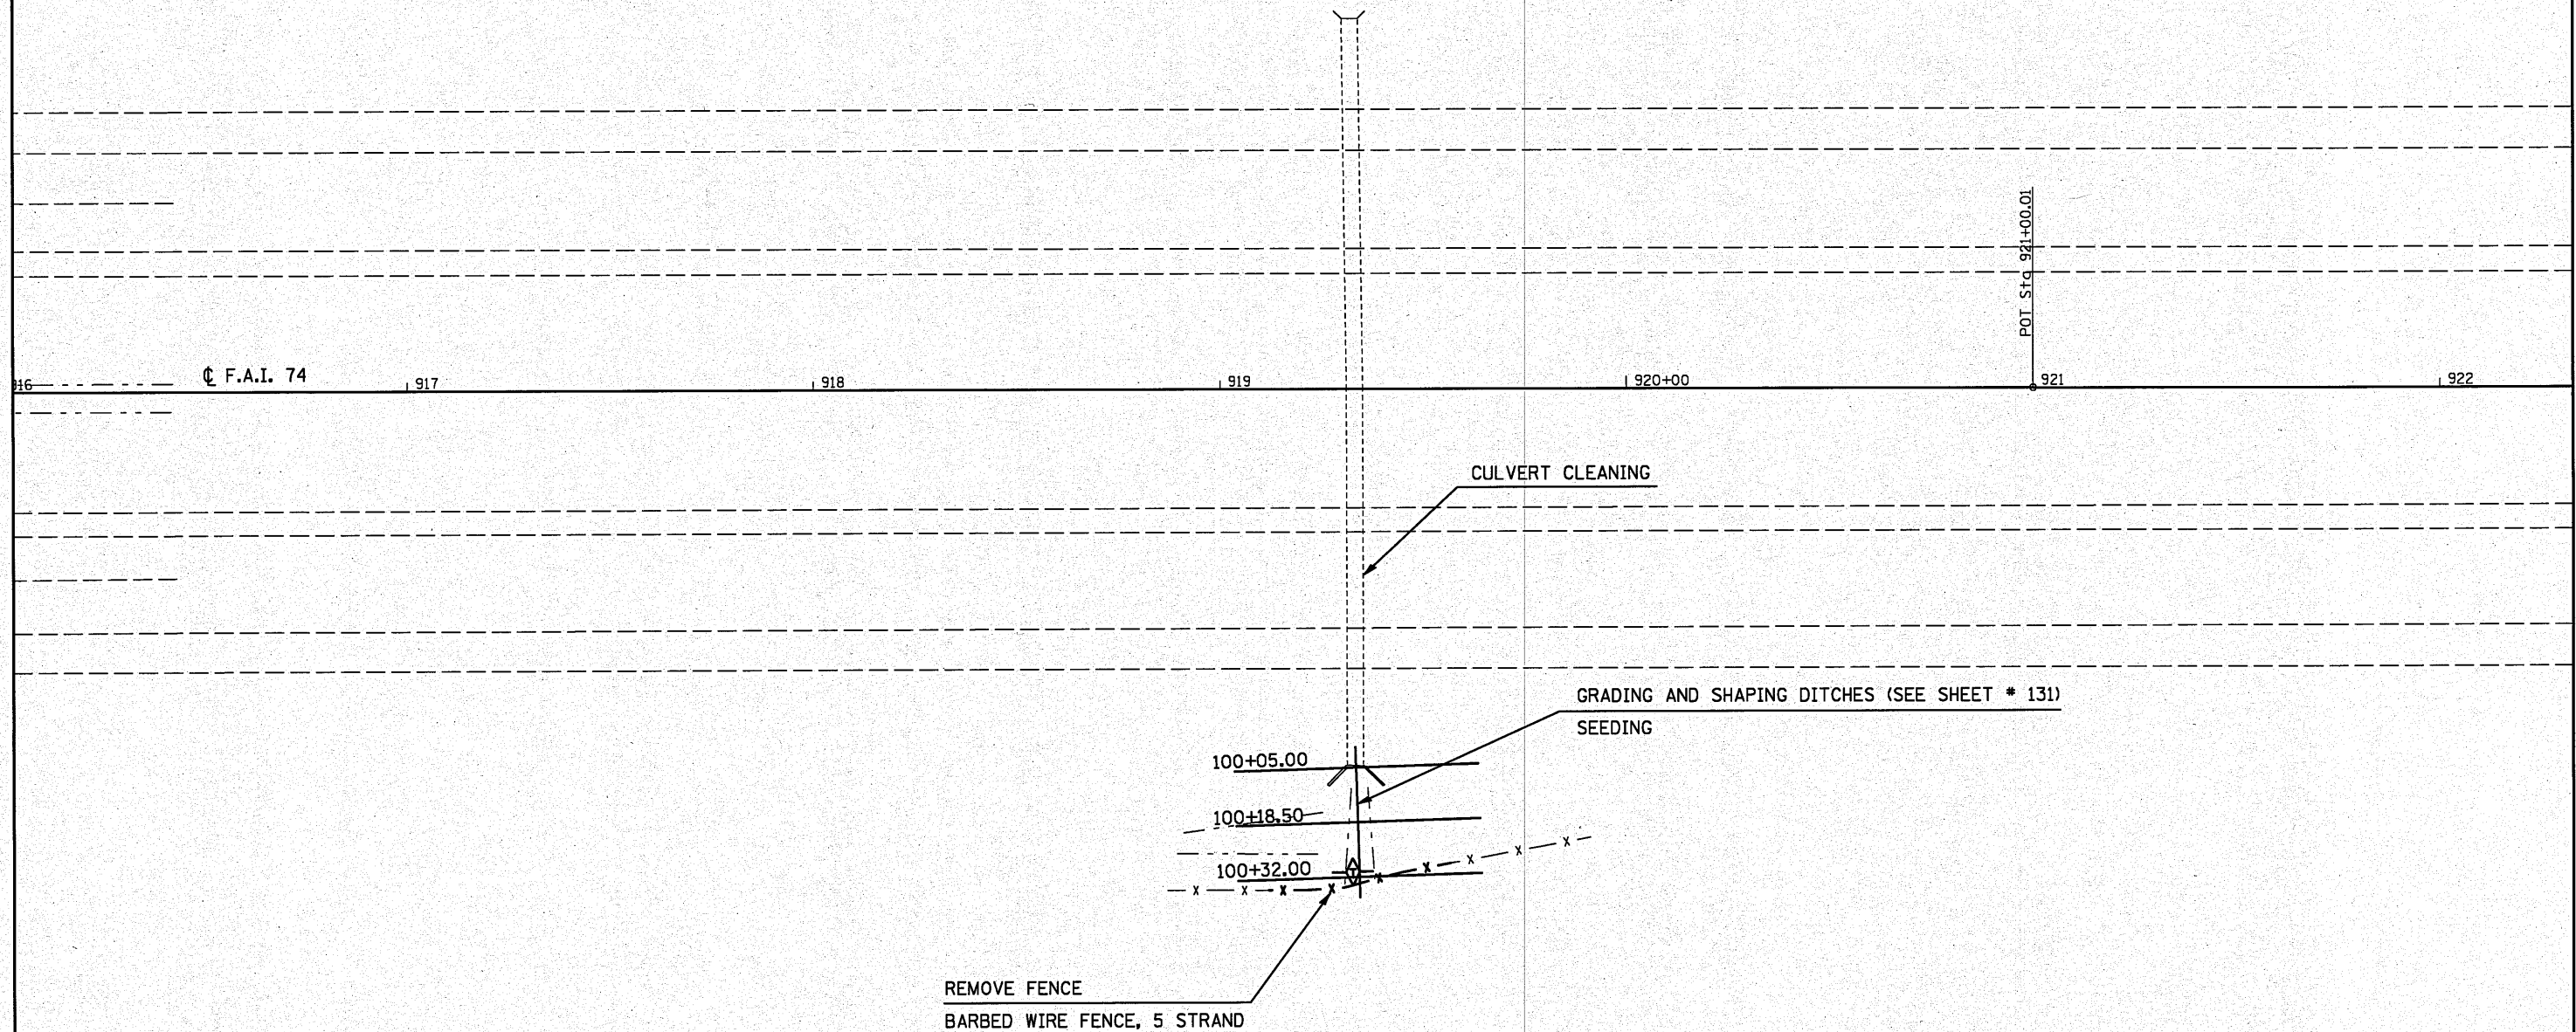 POT Sta 921+00.01
916
℄ F.A.I. 74
917
918
919
920+00
921
922
CULVERT CLEANING
GRADING AND SHAPING DITCHES (SEE SHEET # 131)
SEEDING
100+05.00
100+18.50
100+32.00
REMOVE FENCE
BARBED WIRE FENCE, 5 STRAND